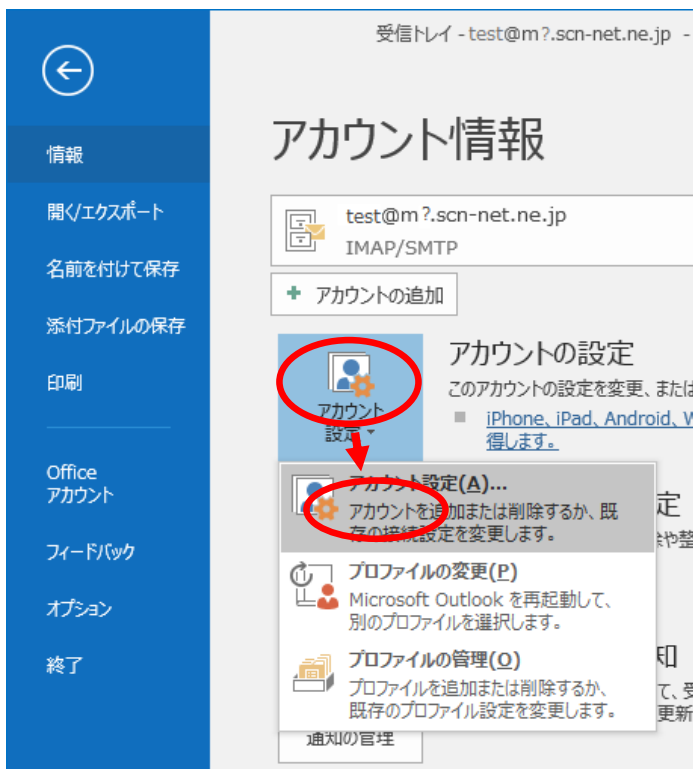 受信トレイ - test@m?.scn-net.ne.jp -
情報
開く/エクスポート
名前を付けて保存
添付ファイルの保存
印刷
Office
アカウント
フィードバック
オプション
終了
アカウント情報
test@m?.scn-net.ne.jp
IMAP/SMTP
アカウントの追加
アカウント
設定
アカウントの設定
このアカウントの設定を変更、または
iPhone、iPad、Android、W
得します。
アカウント設定(A)...
アカウントを追加または削除するか、既
存の接続設定を変更します。
プロファイルの変更(P)
Microsoft Outlook を再起動して、
別のプロファイルを選択します。
プロファイルの管理(O)
プロファイルを追加または削除するか、
既存のプロファイル設定を変更します。
定
や整
知
て、受
更新
通知の管理